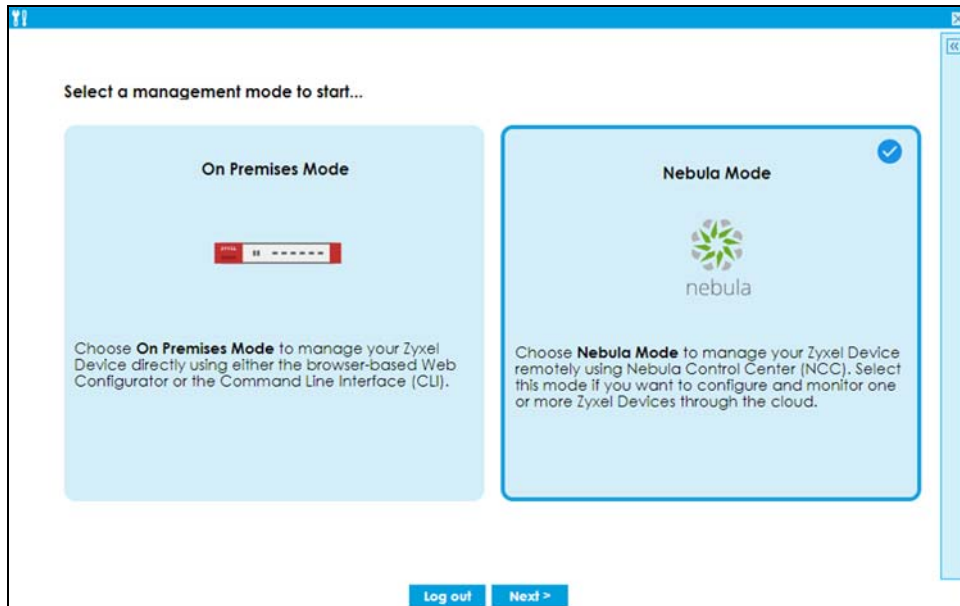 Select a management mode to start...
On Premises Mode
ZYXEL
Choose On Premises Mode to manage your Zyxel
Device directly using either the browser-based Web
Configurator or the Command Line Interface (CLI).
Nebula Mode
nebula
Choose Nebula Mode to manage your Zyxel Device
remotely using Nebula Control Center (NCC). Select
this mode if you want to configure and monitor one
or more Zyxel Devices through the cloud.
Log out
Next >